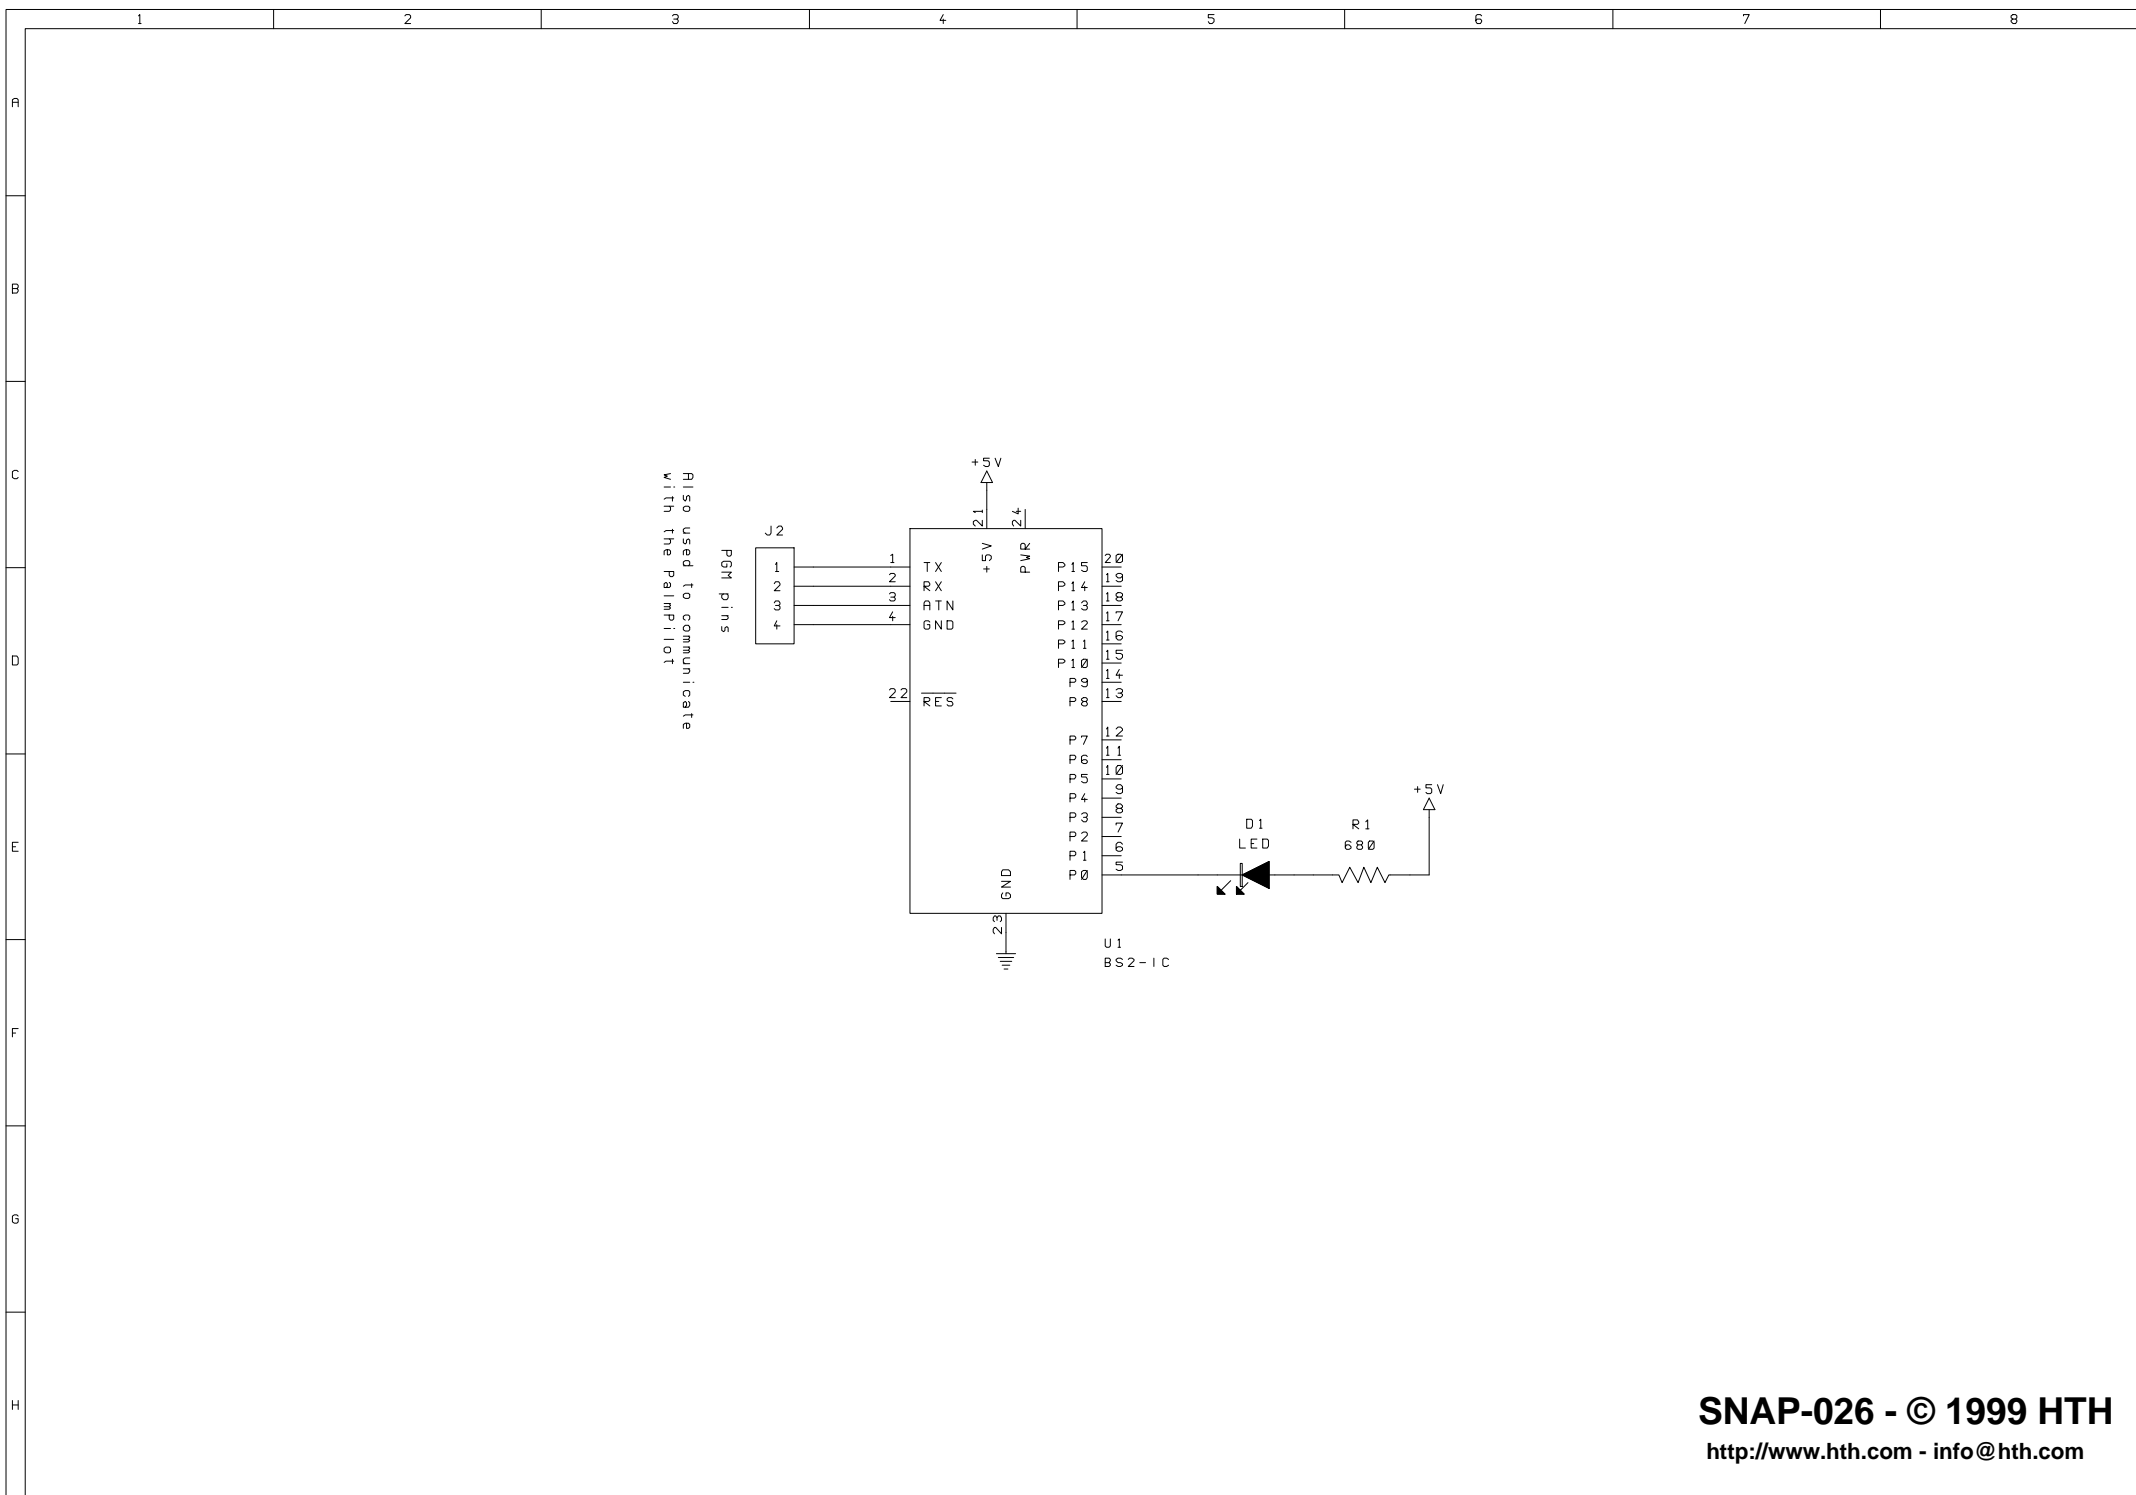 1 2 3 4 5 6 7 8
A
B
C
D
E
F
G
H
+5V
21
24
J2
Also used to communicate
with the PalmPilot
PGM pins
1
2
3
4
1
2
3
4
22
TX
RX
ATN
GND
RES
+5V
PWR
P15 20
P14 19
P13 18
P12 17
P11 16
P10 15
P9 14
P8 13
P7 12
P6 11
P5 10
P4 9
P3 8
P2 7
P1 6
P0 5
GND
23
U1
BS2-IC
D1
LED
R1
680
+5V
SNAP-026 - © 1999 HTH
http://www.hth.com - info@hth.com